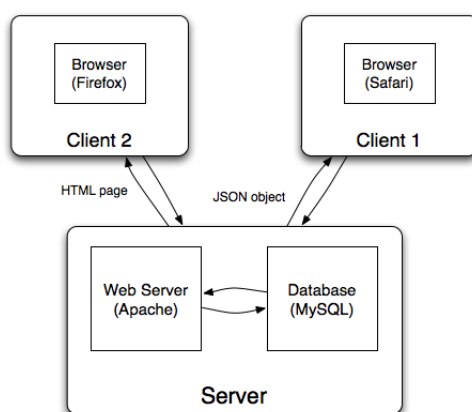 Browser
(Firefox)
Client 2
Browser
(Safari)
Client 1
HTML page
JSON object
Web Server
(Apache)
Database
(MySQL)
Server